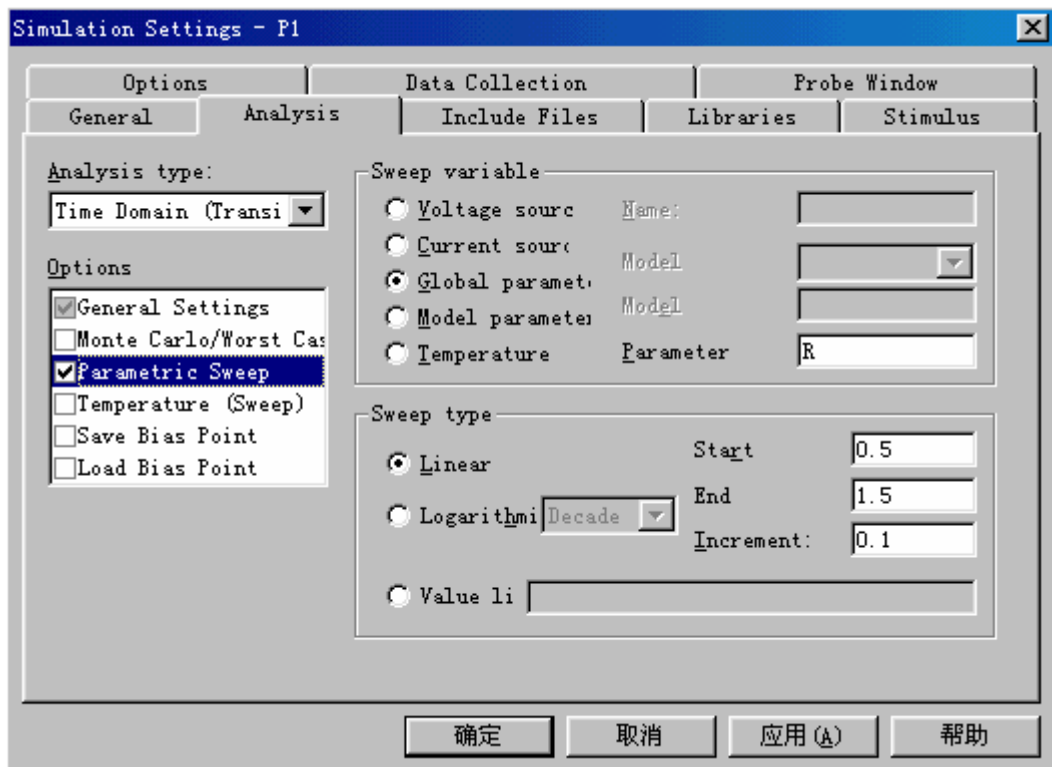 Simulation Settings - P1
Options Data Collection Probe Window
General Analysis Include Files Libraries Stimulus
Analysis type:
Time Domain (Transi
Options
General Settings
Monte Carlo/Worst Cas
Parametric Sweep
Temperature (Sweep)
Save Bias Point
Load Bias Point
Sweep variable
Voltage sourc Name:
Current sourc Model
Global paramet
Model parameter Model
Temperature Parameter R
Sweep type
Linear
Logarithmi Decade
Value li
Start 0.5
End 1.5
Increment: 0.1
确定 取消 应用(A) 帮助